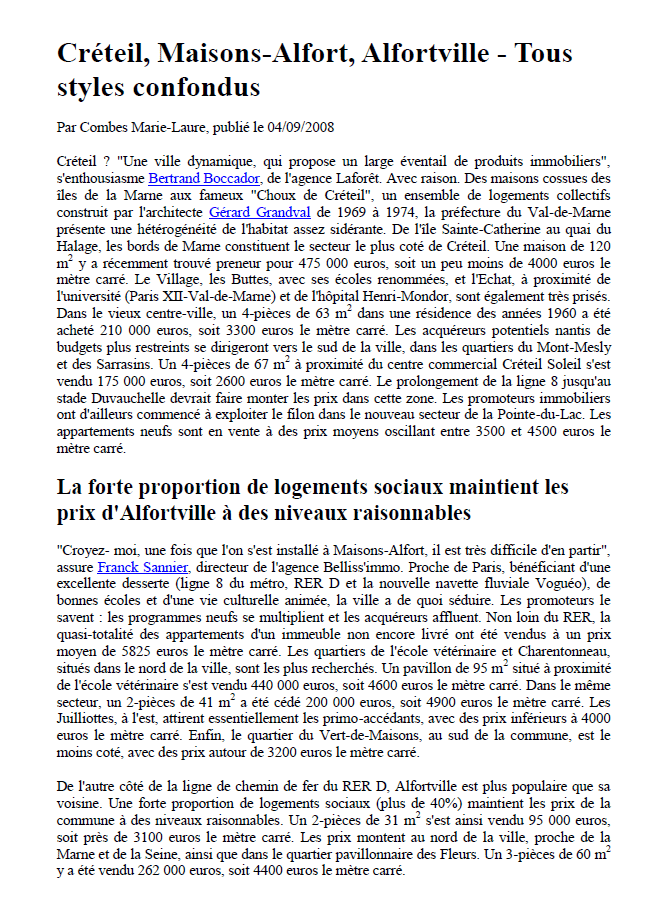 Créteil, Maisons-Alfort, Alfortville - Tous
styles confondus
Par Combes Marie-Laure, publié le 04/09/2008
Créteil ? "Une ville dynamique, qui propose un large éventail de produits immobiliers",
s'enthousiasme Bertrand Boccador, de l'agence Laforêt. Avec raison. Des maisons cossues des
îles de la Marne aux fameux "Choux de Créteil", un ensemble de logements collectifs
construit par l'architecte Gérard Grandval de 1969 à 1974, la préfecture du Val-de-Marne
présente une hétérogénéité de l'habitat assez sidérante. De l'île Sainte-Catherine au quai du
Halage, les bords de Marne constituent le secteur le plus coté de Créteil. Une maison de 120
m² y a récemment trouvé preneur pour 475 000 euros, soit un peu moins de 4000 euros le
mètre carré. Le Village, les Buttes, avec ses écoles renommées, et l'Echat, à proximité de
l'université (Paris XII-Val-de-Marne) et de l'hôpital Henri-Mondor, sont également très prisés.
Dans le vieux centre-ville, un 4-pièces de 63 m² dans une résidence des années 1960 a été
acheté 210 000 euros, soit 3300 euros le mètre carré. Les acquéreurs potentiels nantis de
budgets plus restreints se dirigeront vers le sud de la ville, dans les quartiers du Mont-Mesly
et des Sarrasins. Un 4-pièces de 67 m² à proximité du centre commercial Créteil Soleil s'est
vendu 175 000 euros, soit 2600 euros le mètre carré. Le prolongement de la ligne 8 jusqu'au
stade Duvauchelle devrait faire monter les prix dans cette zone. Les promoteurs immobiliers
ont d'ailleurs commencé à exploiter le filon dans le nouveau secteur de la Pointe-du-Lac. Les
appartements neufs sont en vente à des prix moyens oscillant entre 3500 et 4500 euros le
mètre carré.
La forte proportion de logements sociaux maintient les
prix d'Alfortville à des niveaux raisonnables
"Croyez- moi, une fois que l'on s'est installé à Maisons-Alfort, il est très difficile d'en partir",
assure Franck Sannier, directeur de l'agence Belliss'immo. Proche de Paris, bénéficiant d'une
excellente desserte (ligne 8 du métro, RER D et la nouvelle navette fluviale Voguéo), de
bonnes écoles et d'une vie culturelle animée, la ville a de quoi séduire. Les promoteurs le
savent : les programmes neufs se multiplient et les acquéreurs affluent. Non loin du RER, la
quasi-totalité des appartements d'un immeuble non encore livré ont été vendus à un prix
moyen de 5825 euros le mètre carré. Les quartiers de l'école vétérinaire et Charentonneau,
situés dans le nord de la ville, sont les plus recherchés. Un pavillon de 95 m² situé à proximité
de l'école vétérinaire s'est vendu 440 000 euros, soit 4600 euros le mètre carré. Dans le même
secteur, un 2-pièces de 41 m² a été cédé 200 000 euros, soit 4900 euros le mètre carré. Les
Juilliottes, à l'est, attirent essentiellement les primo-accédants, avec des prix inférieurs à 4000
euros le mètre carré. Enfin, le quartier du Vert-de-Maisons, au sud de la commune, est le
moins coté, avec des prix autour de 3200 euros le mètre carré.
De l'autre côté de la ligne de chemin de fer du RER D, Alfortville est plus populaire que sa
voisine. Une forte proportion de logements sociaux (plus de 40%) maintient les prix de la
commune à des niveaux raisonnables. Un 2-pièces de 31 m² s'est ainsi vendu 95 000 euros,
soit près de 3100 euros le mètre carré. Les prix montent au nord de la ville, proche de la
Marne et de la Seine, ainsi que dans le quartier pavillonnaire des Fleurs. Un 3-pièces de 60 m²
y a été vendu 262 000 euros, soit 4400 euros le mètre carré.